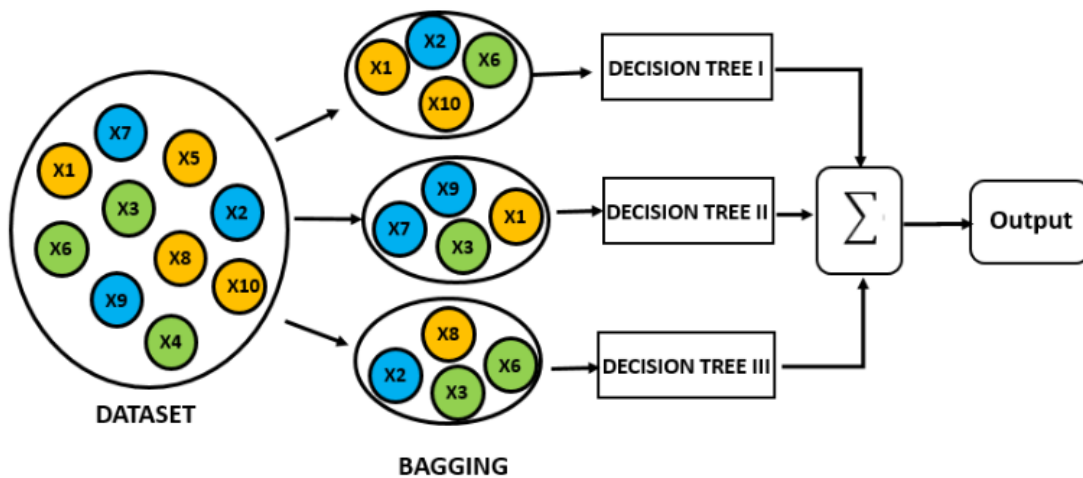 X7
X1
X5
X3
X2
X6
X8
X9
X10
X4
DATASET
X2
X1
X6
X10
X9
X7
X1
X3
X8
X2
X6
X3
BAGGING
DECISION TREE I
DECISION TREE II
DECISION TREE III
∑
Output